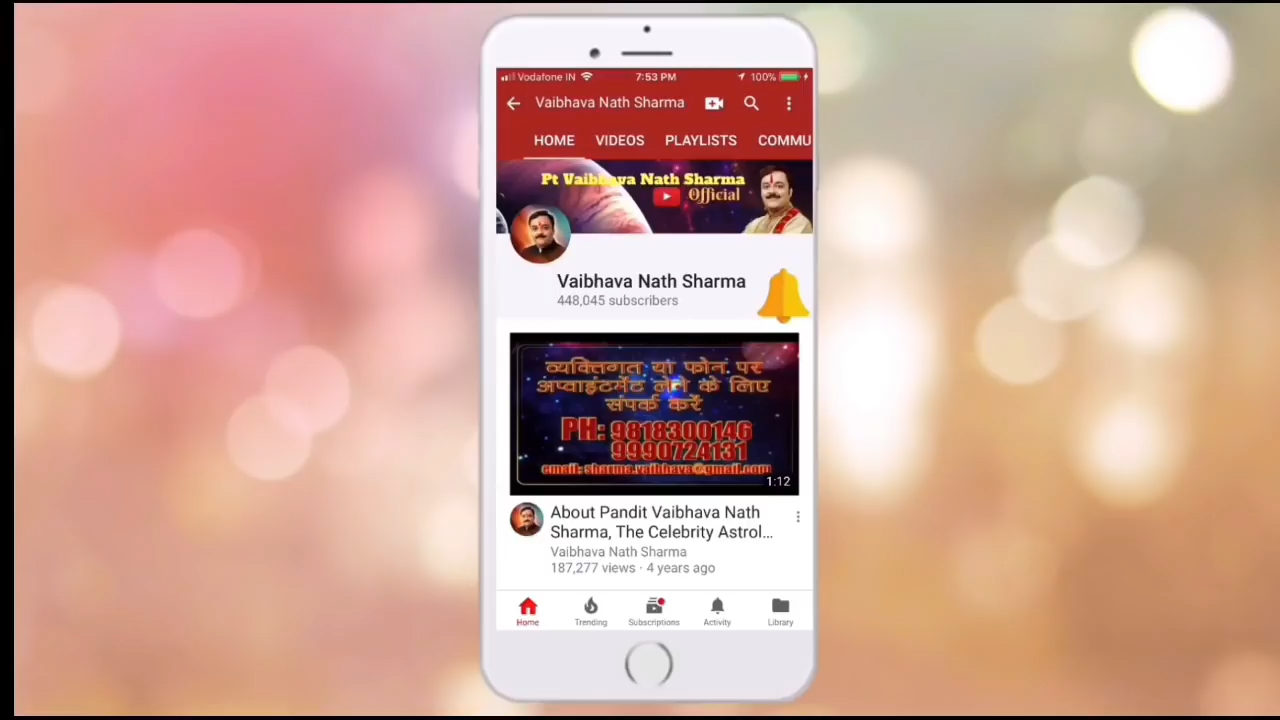 Vodafone IN 7:53 PM 100%
Vaibhava Nath Sharma
HOME VIDEOS PLAYLISTS COMMU
Pt Vaibhava Nath Sharma
Official
Vaibhava Nath Sharma
448,045 subscribers
व्यक्तिगत या फोन पर
अप्वाइंटमेंट लेने के लिए
संपर्क करें
PH: 9818300146
9990724131
email: sharma.vaibhava@gmail.com
1:12
About Pandit Vaibhava Nath
Sharma, The Celebrity Astrol...
Vaibhava Nath Sharma
187,277 views · 4 years ago
Home Trending Subscriptions Activity Library